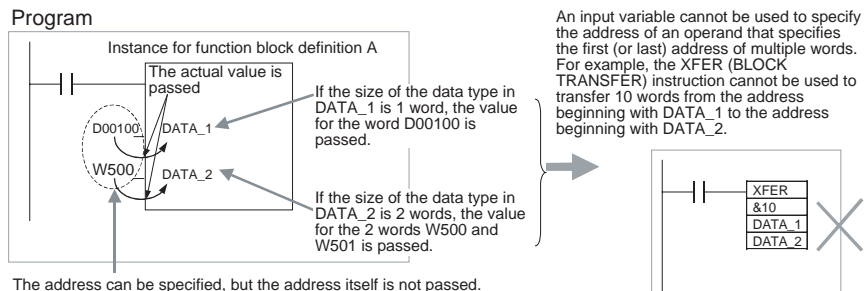 Program
Instance for function block definition A
The actual value is
passed
D00100
DATA_1
W500
DATA_2
If the size of the data type in
DATA_1 is 1 word, the value
for the word D00100 is
passed.
If the size of the data type in
DATA_2 is 2 words, the value
for the 2 words W500 and
W501 is passed.
The address can be specified, but the address itself is not passed.
An input variable cannot be used to specify
the address of an operand that specifies
the first (or last) address of multiple words.
For example, the XFER (BLOCK
TRANSFER) instruction cannot be used to
transfer 10 words from the address
beginning with DATA_1 to the address
beginning with DATA_2.
XFER
&10
DATA_1
DATA_2